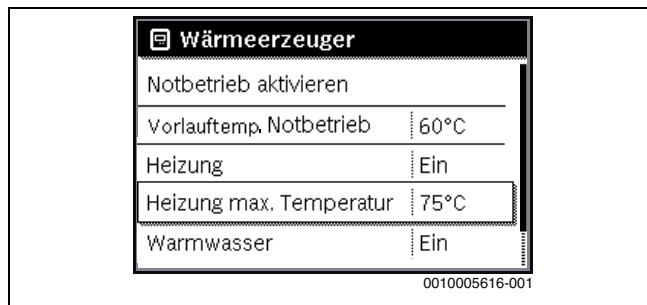 Wärmeerzeuger
Notbetrieb aktivieren
Vorlauftemp. Notbetrieb 60°C
Heizung Ein
Heizung max. Temperatur 75°C
Warmwasser Ein
0010005616-001